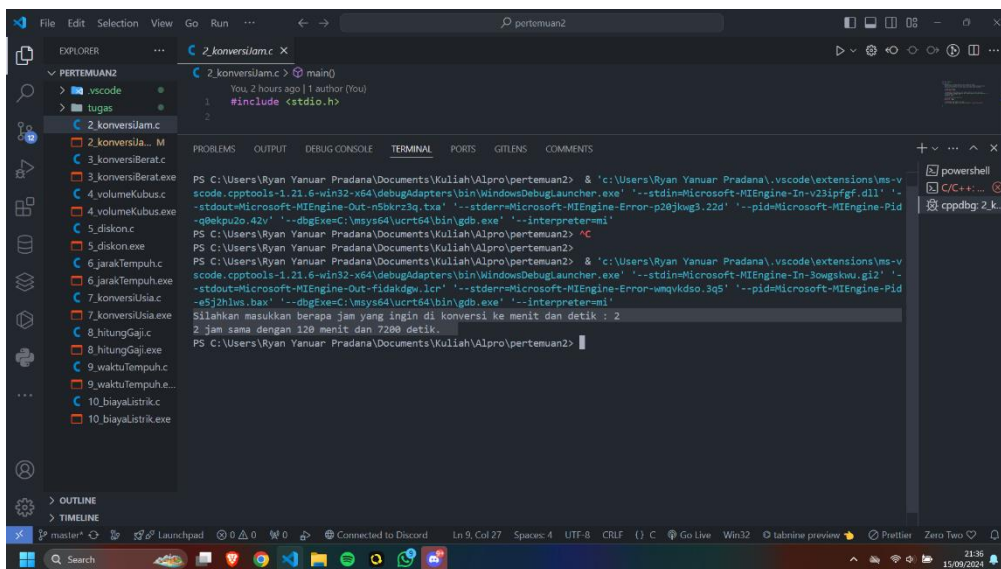 File Edit Selection View Go Run ...
pertemuan2
EXPLORER
2_konversiJam.c
PERTEMUAN2
.vscode
tugas
2_konversiJam.c
2_konversiJa... M
3_konversiBerat.c
3_konversiBerat.exe
4_volumeKubus.c
4_volumeKubus.exe
5_diskon.c
5_diskon.exe
6_jarakTempuh.c
6_jarakTempuh.exe
7_konversiUsia.c
7_konversiUsia.exe
8_hitungGaji.c
8_hitungGaji.exe
9_waktuTempuh.c
9_waktuTempuh.e...
10_biayaListrik.c
10_biayaListrik.exe
OUTLINE
TIMELINE
2_konversiJam.c > main()
You, 2 hours ago | 1 author (You)
1 #include <stdio.h>
2
PROBLEMS OUTPUT DEBUG CONSOLE TERMINAL PORTS GITLENS COMMENTS
PS C:\Users\Ryan Yanuar Pradana\Documents\Kuliah\Alpro\pertemuan2> & 'c:\Users\Ryan Yanuar Pradana\.vscode\extensions\ms-v
scode.cpptools-1.21.6-win32-x64\debugAdapters\bin\WindowsDebugLauncher.exe' '--stdin=Microsoft-MIEngine-In-v23ipfgf.dll' '-
-stdout=Microsoft-MIEngine-Out-n5bkrz3q.txa' '--stderr=Microsoft-MIEngine-Error-p20jkwg3.22d' '--pid=Microsoft-MIEngine-Pid
-q0ekpu2o.42v' '--dbgExe=C:\msys64\ucrt64\bin\gdb.exe' '--interpreter=mi'
PS C:\Users\Ryan Yanuar Pradana\Documents\Kuliah\Alpro\pertemuan2> ^C
PS C:\Users\Ryan Yanuar Pradana\Documents\Kuliah\Alpro\pertemuan2>
PS C:\Users\Ryan Yanuar Pradana\Documents\Kuliah\Alpro\pertemuan2> & 'c:\Users\Ryan Yanuar Pradana\.vscode\extensions\ms-v
scode.cpptools-1.21.6-win32-x64\debugAdapters\bin\WindowsDebugLauncher.exe' '--stdin=Microsoft-MIEngine-In-3owgskwu.gi2' '-
-stdout=Microsoft-MIEngine-Out-fidakdgw.lcr' '--stderr=Microsoft-MIEngine-Error-wmqvkdso.3q5' '--pid=Microsoft-MIEngine-Pid
-e5j2hlws.bax' '--dbgExe=C:\msys64\ucrt64\bin\gdb.exe' '--interpreter=mi'
Silahkan masukkan berapa jam yang ingin di konversi ke menit dan detik : 2
2 jam sama dengan 120 menit dan 7200 detik.
PS C:\Users\Ryan Yanuar Pradana\Documents\Kuliah\Alpro\pertemuan2>
powershell
C/C++: ...
cppdbg: 2_k...
12
master* Launchpad 0 0 0 Connected to Discord Ln 9, Col 27 Spaces: 4 UTF-8 CRLF {} C Go Live Win32 tabnine preview Prettier Zero Two
Search
21:36
15/09/2024